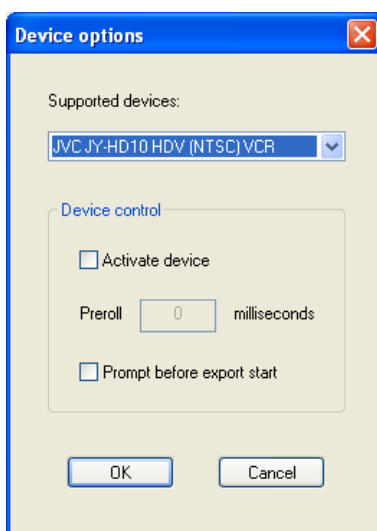 Device options
Supported devices:
JVC JY-HD10 HDV (NTSC) VCR
Device control
Activate device
Preroll 0 milliseconds
Prompt before export start
OK Cancel